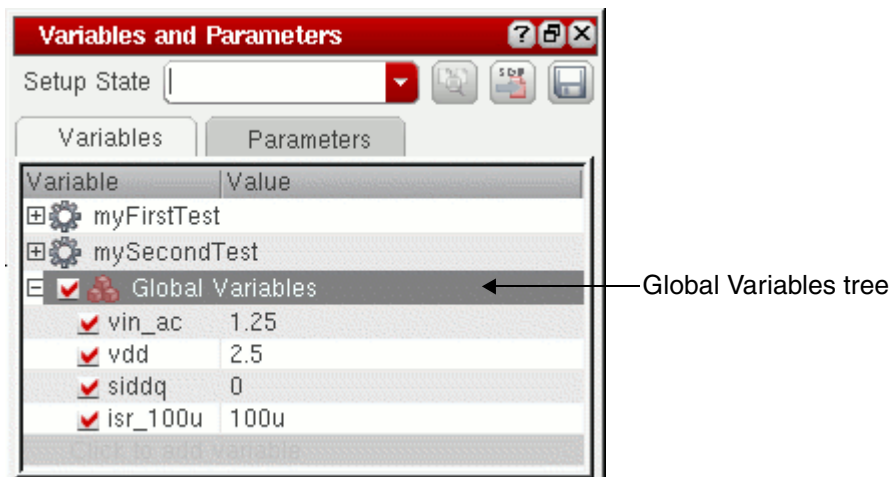 Variables and Parameters
Setup State
Variables Parameters
Variable Value
myFirstTest
mySecondTest
Global Variables
Global Variables tree
vin_ac 1.25
vdd 2.5
siddq 0
isr_100u 100u
Click to add variable